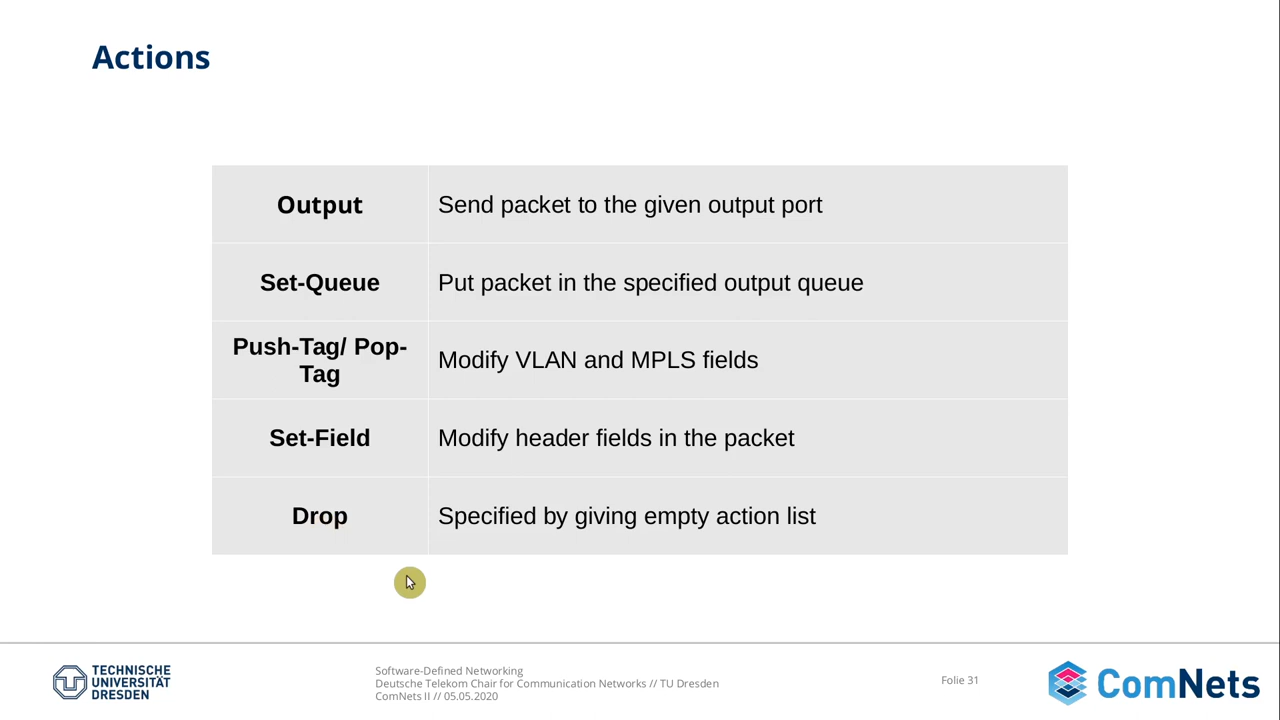 Actions
Output
Send packet to the given output port
Set-Queue
Put packet in the specified output queue
Push-Tag/ Pop-
Tag
Modify VLAN and MPLS fields
Set-Field
Modify header fields in the packet
Drop
Specified by giving empty action list
TECHNISCHE
UNIVERSITÄT
DRESDEN
Software-Defined Networking
Deutsche Telekom Chair for Communication Networks // TU Dresden
ComNets II // 05.05.2020
Folie 31
ComNets